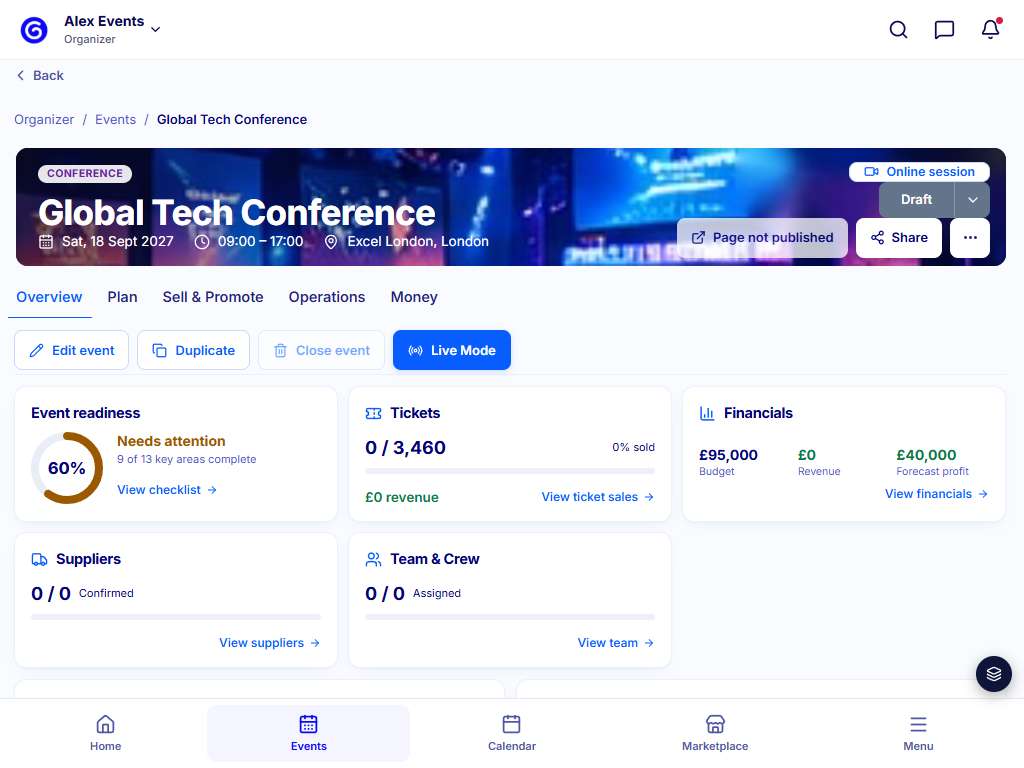 Alex Events
Organizer
Back
Organizer / Events / Global Tech Conference
CONFERENCE
Online session
Global Tech Conference
Draft
Sat, 18 Sept 2027
09:00 – 17:00
Excel London, London
Page not published
Share
Overview
Plan
Sell & Promote
Operations
Money
Edit event
Duplicate
Close event
Live Mode
Event readiness
60%
Needs attention
9 of 13 key areas complete
View checklist
Tickets
0 / 3,460
0% sold
£0 revenue
View ticket sales
Financials
£95,000
Budget
£0
Revenue
£40,000
Forecast profit
View financials
Suppliers
0 / 0 Confirmed
View suppliers
Team & Crew
0 / 0 Assigned
View team
Home
Events
Calendar
Marketplace
Menu